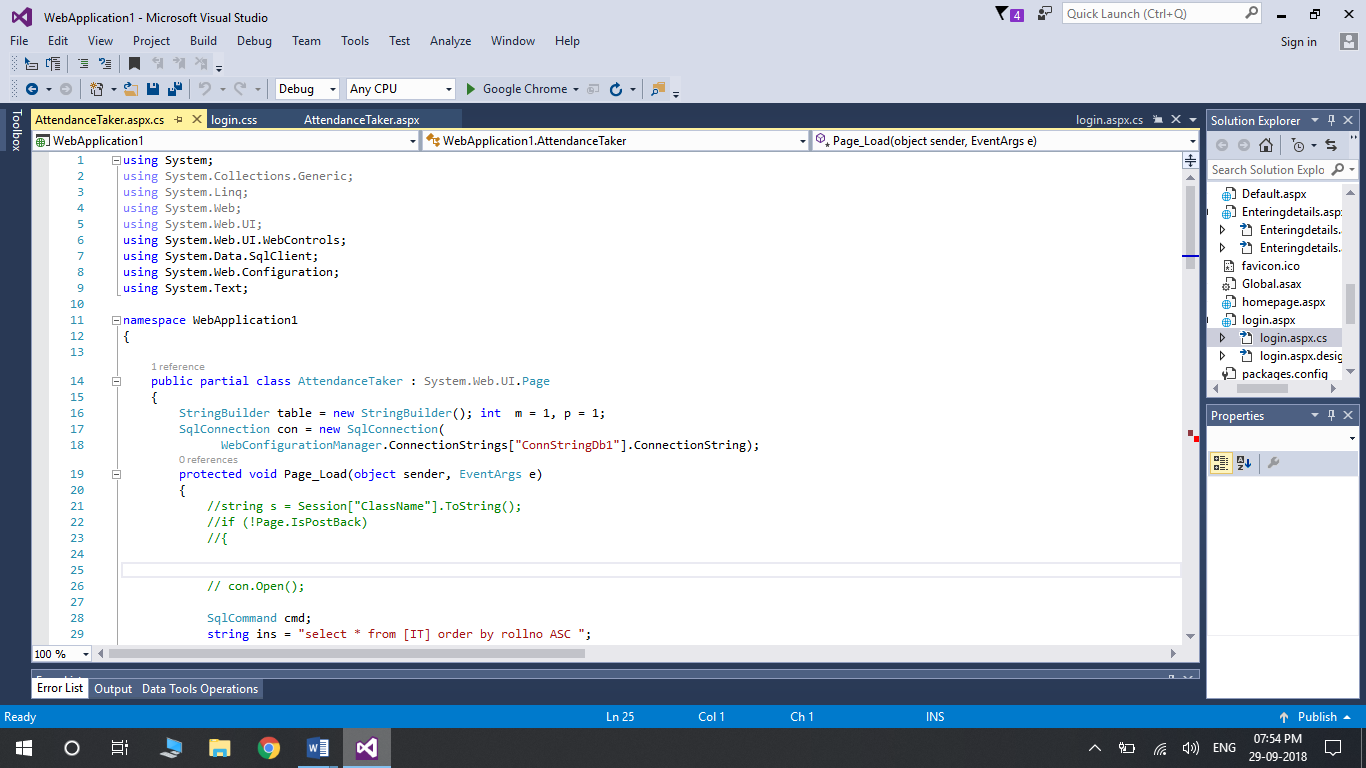 WebApplication1 - Microsoft Visual Studio
4
Quick Launch (Ctrl+Q)
File Edit View Project Build Debug Team Tools Test Analyze Window Help
Sign in
Debug Any CPU Google Chrome
Toolbox
AttendanceTaker.aspx.cs login.css AttendanceTaker.aspx login.aspx.cs
WebApplication1 WebApplication1.AttendanceTaker Page_Load(object sender, EventArgs e)
1 using System;
2 using System.Collections.Generic;
3 using System.Linq;
4 using System.Web;
5 using System.Web.UI;
6 using System.Web.UI.WebControls;
7 using System.Data.SqlClient;
8 using System.Web.Configuration;
9 using System.Text;
10
11 namespace WebApplication1
12 {
13
1 reference
14 public partial class AttendanceTaker : System.Web.UI.Page
15 {
16 StringBuilder table = new StringBuilder(); int  m = 1, p = 1;
17 SqlConnection con = new SqlConnection(
18 WebConfigurationManager.ConnectionStrings["ConnStringDb1"].ConnectionString);
0 references
19 protected void Page_Load(object sender, EventArgs e)
20 {
21 //string s = Session["ClassName"].ToString();
22 //if (!Page.IsPostBack)
23 //{
24
25
26 // con.Open();
27
28 SqlCommand cmd;
29 string ins = "select * from [IT] order by rollno ASC ";
100 %
Solution Explorer
Search Solution Explo
Default.aspx
Enteringdetails.asp
Enteringdetails.
Enteringdetails.
favicon.ico
Global.asax
homepage.aspx
login.aspx
login.aspx.cs
login.aspx.desig
packages.config
Properties
Error List Output Data Tools Operations
Ready Ln 25 Col 1 Ch 1 INS Publish
ENG
07:54 PM
29-09-2018